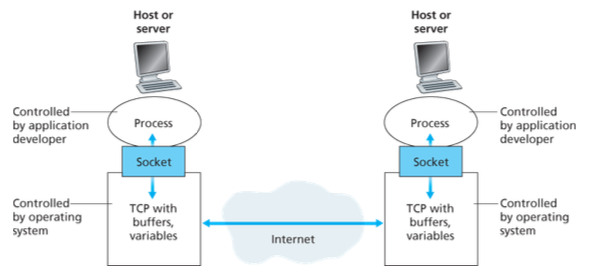 Host or
server
Host or
server
Controlled
by application
developer
Process
Process
Controlled
by application
developer
Socket
Socket
Controlled
by operating
system
TCP with
buffers,
variables
Internet
TCP with
buffers,
variables
Controlled
by operating
system